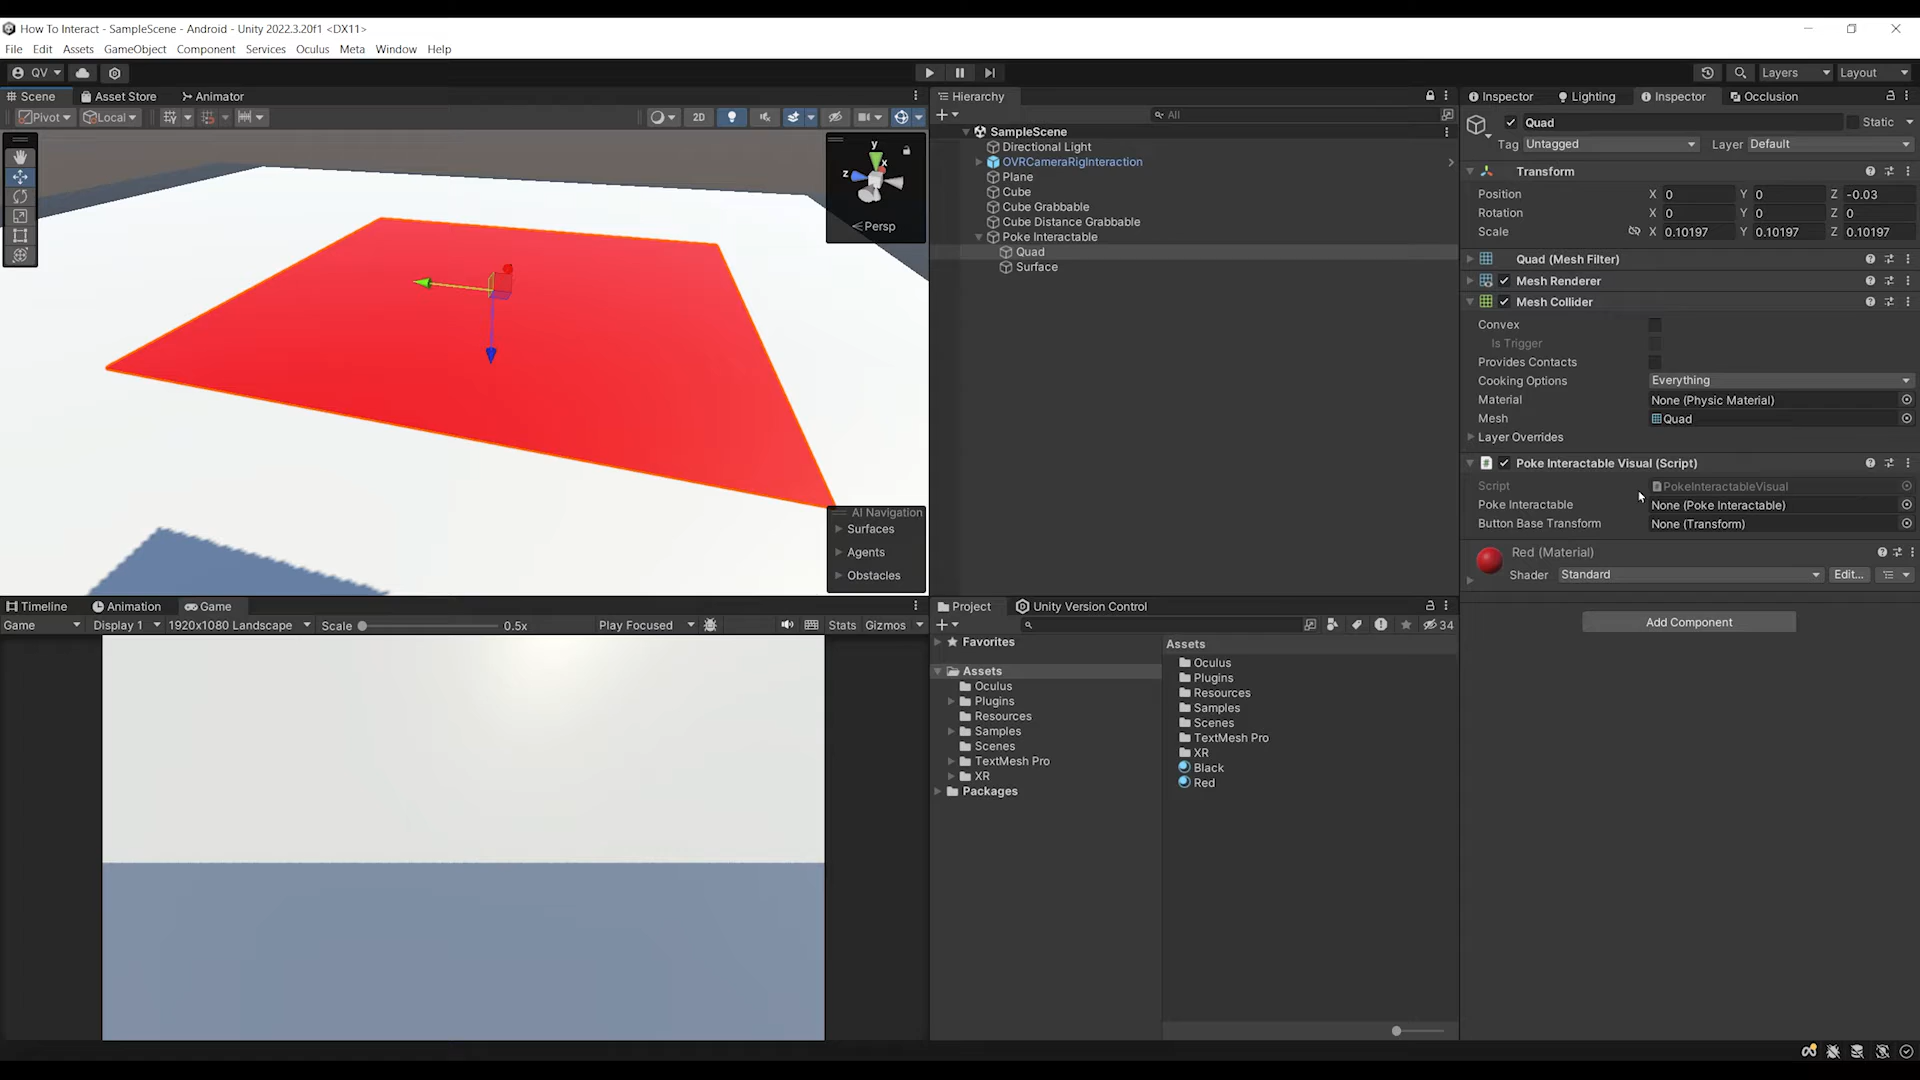 How To Interact - SampleScene - Android - Unity 2022.3.20f1 <DX11>
File Edit Assets GameObject Component Services Oculus Meta Window Help
QV Layers Layout
Scene Asset Store Animator
Pivot Local 2D
y
x
z
Persp
AI Navigation
Surfaces
Agents
Obstacles
Hierarchy
All
SampleScene
Directional Light
OVRCameraRigInteraction
Plane
Cube
Cube Grabbable
Cube Distance Grabbable
Poke Interactable
Quad
Surface
Inspector Lighting Inspector Occlusion
Quad Static
Tag Untagged Layer Default
Transform
Position X 0 Y 0 Z -0.03
Rotation X 0 Y 0 Z 0
Scale X 0.10197 Y 0.10197 Z 0.10197
Quad (Mesh Filter)
Mesh Renderer
Mesh Collider
Convex
Is Trigger
Provides Contacts
Cooking Options Everything
Material None (Physic Material)
Mesh Quad
Layer Overrides
Poke Interactable Visual (Script)
Script PokeInteractableVisual
Poke Interactable None (Poke Interactable)
Button Base Transform None (Transform)
Red (Material)
Shader Standard Edit...
Add Component
Timeline Animation Game
Game Display 1 1920x1080 Landscape Scale 0.5x Play Focused Stats Gizmos
Project Unity Version Control
34
Favorites
Assets
Oculus
Plugins
Resources
Samples
Scenes
TextMesh Pro
XR
Packages
Assets
Oculus
Plugins
Resources
Samples
Scenes
TextMesh Pro
XR
Black
Red